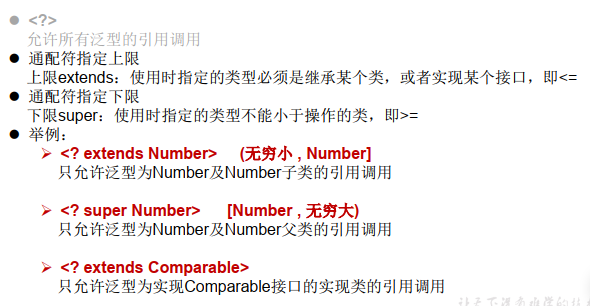 <?>
允许所有泛型的引用调用
通配符指定上限
上限extends：使用时指定的类型必须是继承某个类，或者实现某个接口，即<=
通配符指定下限
下限super：使用时指定的类型不能小于操作的类，即>=
举例：
<? extends Number> (无穷小 , Number]
只允许泛型为Number及Number子类的引用调用
<? super Number> [Number , 无穷大)
只允许泛型为Number及Number父类的引用调用
<? extends Comparable>
只允许泛型为实现Comparable接口的实现类的引用调用